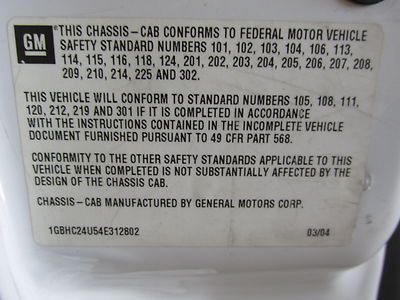 GM
"THIS CHASSIS-CAB CONFORMS TO FEDERAL MOTOR VEHICLE
SAFETY STANDARD NUMBERS 101, 102, 103, 104, 106, 113,
114, 115, 116, 118, 124, 201, 202, 203, 204, 205, 206, 207, 208,
209, 210, 214, 225 AND 302.
THIS VEHICLE WILL CONFORM TO STANDARD NUMBERS 105, 108, 111,
120, 212, 219 AND 301 IF IT IS COMPLETED IN ACCORDANCE
WITH THE INSTRUCTIONS CONTAINED IN THE INCOMPLETE VEHICLE
DOCUMENT FURNISHED PURSUANT TO 49 CFR PART 568.
CONFORMITY TO THE OTHER SAFETY STANDARDS APPLICABLE TO THIS
VEHICLE WHEN COMPLETED IS NOT SUBSTANTIALLY AFFECTED BY THE
DESIGN OF THE CHASSIS CAB.
CHASSIS-CAB MANUFACTURED BY GENERAL MOTORS CORP.
1GBHC24U54E312802 03/04